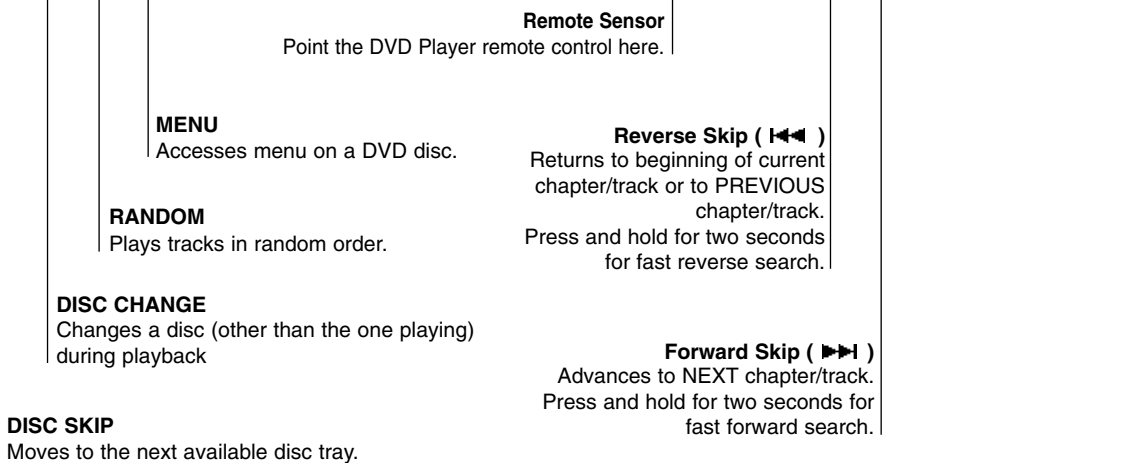 Remote Sensor
Point the DVD Player remote control here.
MENU
Accesses menu on a DVD disc.
Reverse Skip ( ⏮ )
Returns to beginning of current
chapter/track or to PREVIOUS
chapter/track.
Press and hold for two seconds
for fast reverse search.
RANDOM
Plays tracks in random order.
DISC CHANGE
Changes a disc (other than the one playing)
during playback
Forward Skip ( ⏭ )
Advances to NEXT chapter/track.
Press and hold for two seconds for
fast forward search.
DISC SKIP
Moves to the next available disc tray.